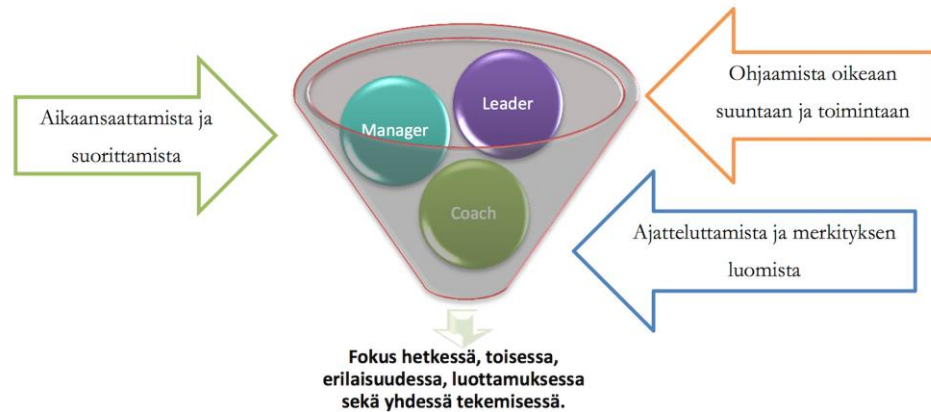 Aikaansaattamista ja
suorittamista
Manager
Leader
Coach
Ohjaamista oikeaan
suuntaan ja toimintaan
Ajatteluttamista ja merkityksen
luomista
Fokus hetkessä, toisessa,
erilaisuudessa, luottamuksessa
sekä yhdessä tekemisessä.